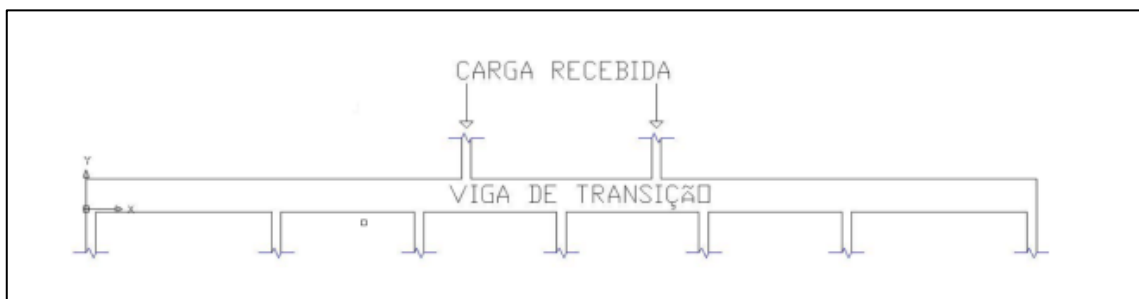 CARGA RECEBIDA
Y
VIGA DE TRANSIÇÃO
X